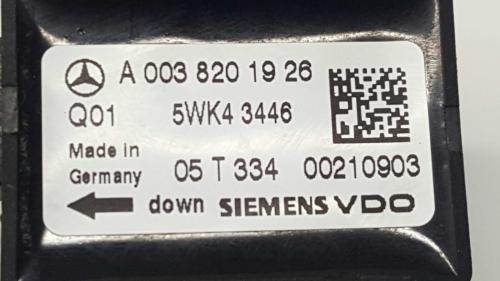 A 003 820 19 26
Q01 5WK4 3446
Made in
Germany 05 T 334 00210903
down SIEMENS VDO